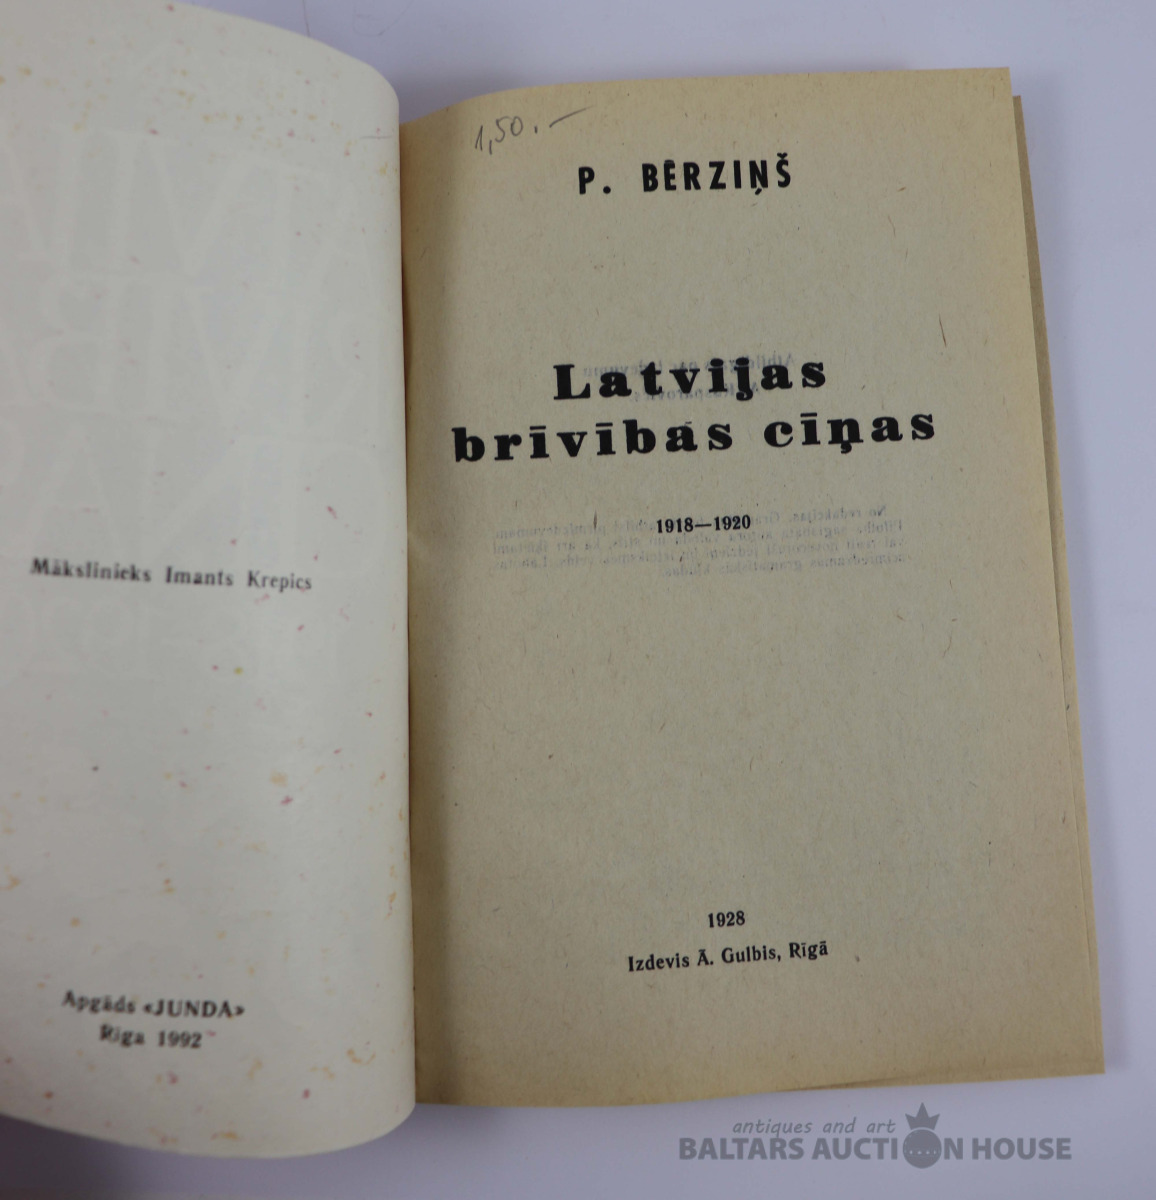 Mākslinieks Imants Krepics
Apgāds «JUNDA»
Rīga 1992
1,50.—
P. BĒRZIŅŠ
Latvijas
brīvības cīņas
1918—1920
1928
Izdevis Ā. Gulbis, Rīgā
antiques and art
BALTARS AUCTION HOUSE